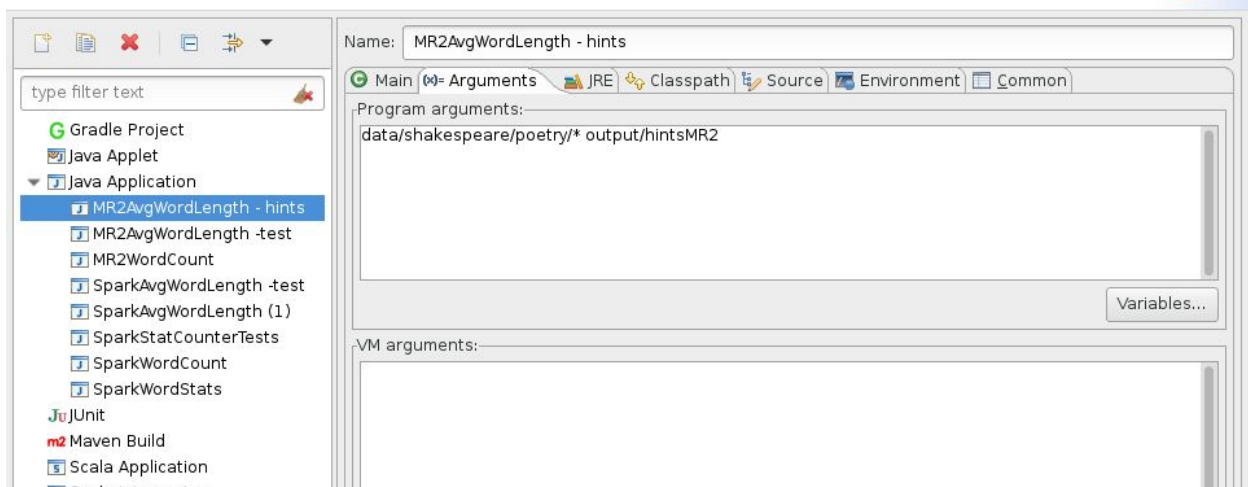 Name: MR2AvgWordLength - hints
Main (x)= Arguments JRE Classpath Source Environment Common
type filter text
Program arguments:
data/shakespeare/poetry/* output/hintsMR2
Gradle Project
Java Applet
Java Application
MR2AvgWordLength - hints
MR2AvgWordLength -test
MR2WordCount
SparkAvgWordLength -test
SparkAvgWordLength (1)
SparkStatCounterTests
SparkWordCount
SparkWordStats
JUnit
m2 Maven Build
Scala Application
Variables...
VM arguments: